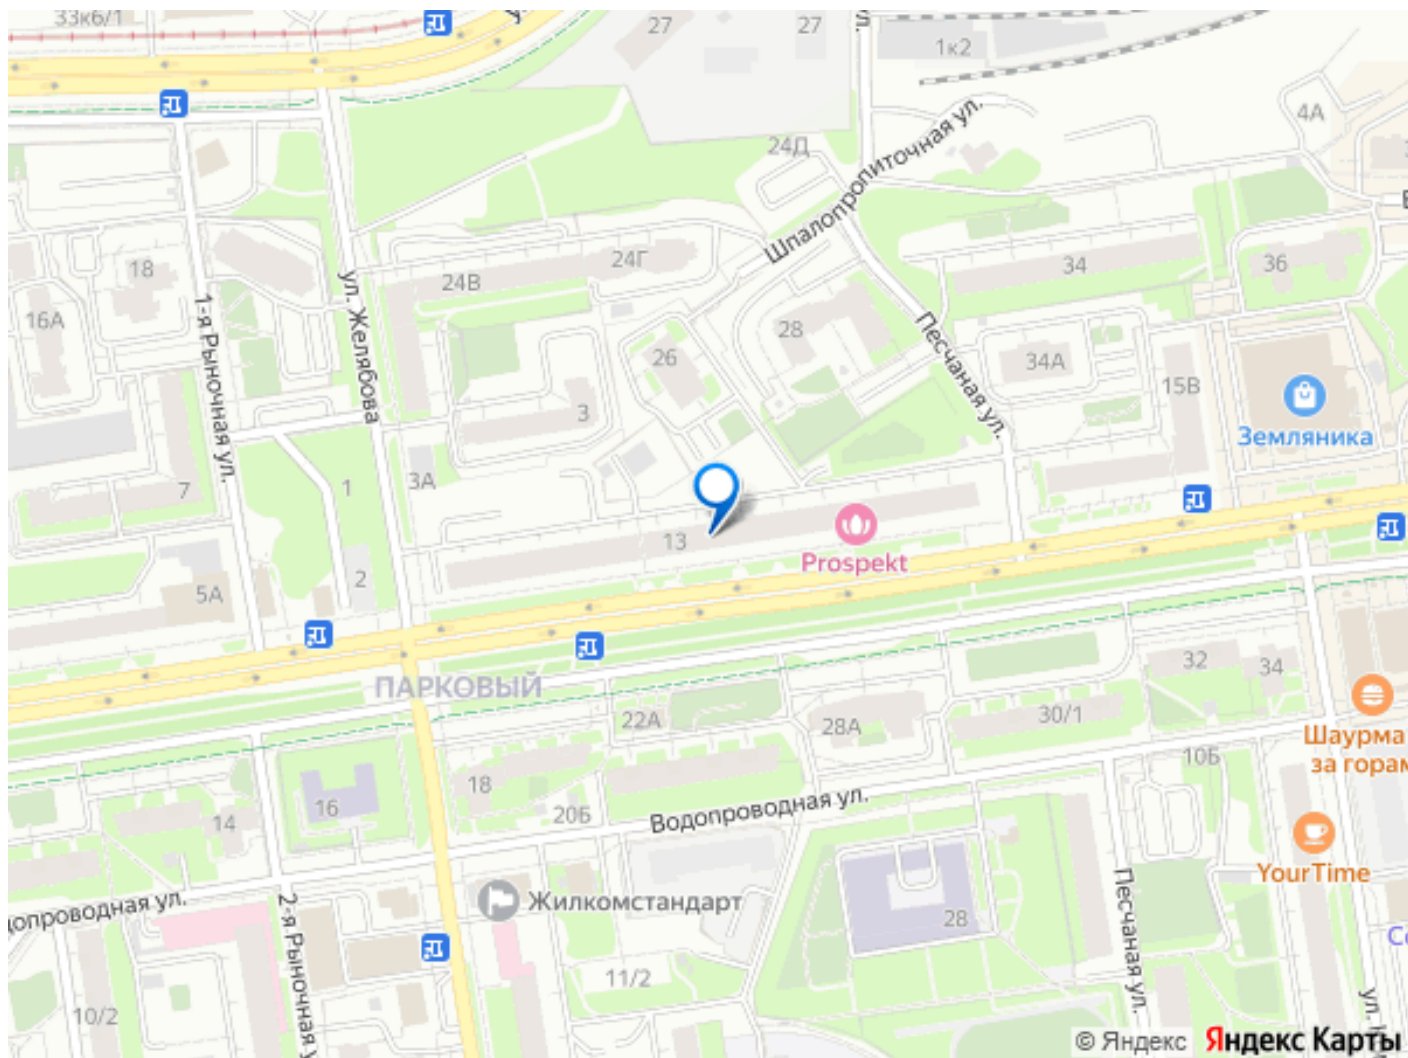 33к6/1
27
27
1к2
4А
24Д
Шпалопропиточная ул.
18
24В
24Г
34
36
16А
1-я Рыночная ул.
ул. Желябова
26
28
Песчаная ул.
34А
15В
Земляника
3
7
1
3А
13
Prospekt
2
5А
ПАРКОВЫЙ
22А
28А
30/1
32
34
Шаурма
за горам
18
16
14
20Б
Водопроводная ул.
10Б
YourTime
Жилкомстандарт
28
Песчаная ул.
допроводная ул.
2-я Рыночная у
11/2
10/2
ул.
© Яндекс
Яндекс Карты